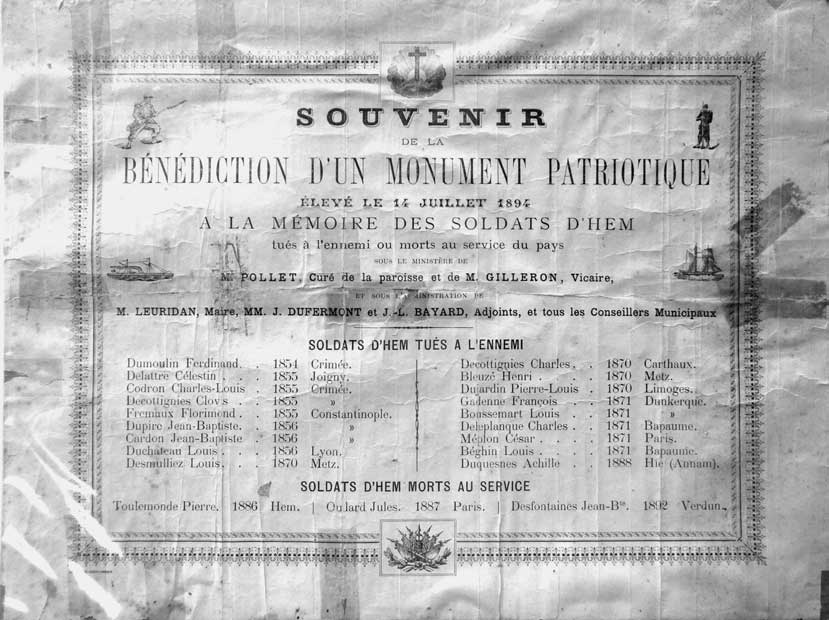 SOUVENIR
DE LA
BÉNÉDICTION D'UN MONUMENT PATRIOTIQUE
ÉLEVÉ LE 14 JUILLET 1894
A LA MÉMOIRE DES SOLDATS D'HEM
tués à l'ennemi ou morts au service du pays
SOUS LE MINISTÈRE DE
M. POLLET, Curé de la paroisse et de M. GILLERON, Vicaire,
ET SOUS L'ADMINISTRATION DE
M. LEURIDAN, Maire, MM. J. DUFERMONT et J.-L. BAYARD, Adjoints, et tous les Conseillers Municipaux
SOLDATS D'HEM TUÉS A L'ENNEMI
Dumoulin Ferdinand. . 1854 Crimée.
Delattre Célestin . . . 1855 Joigny.
Codron Charles-Louis . 1855 Crimée.
Decottignies Clovis . . 1855 »
Fremaux Florimond . . 1855 Constantinople.
Dupire Jean-Baptiste. . 1856 »
Cardon Jean-Baptiste . 1856 »
Duchateau Louis . . . 1856 Lyon.
Desmulliez Louis. . . 1870 Metz.
Decottignies Charles. . 1870 Carthaux.
Bleuzé Henri . . . 1870 Metz.
Dujardin Pierre-Louis . 1870 Limoges.
Gadenne François . . 1871 Dunkerque.
Boussemart Louis . . 1871 »
Deleplanque Charles . . 1871 Bapaume.
Méplon César . . . . 1871 Paris.
Béghin Louis . . . . 1871 Bapaume.
Duquesnes Achille . . 1888 Hie (Annam).
SOLDATS D'HEM MORTS AU SERVICE
Toulemonde Pierre. 1886 Hem. | Oulard Jules. 1887 Paris. | Desfontaines Jean-Bte. 1892 Verdun.